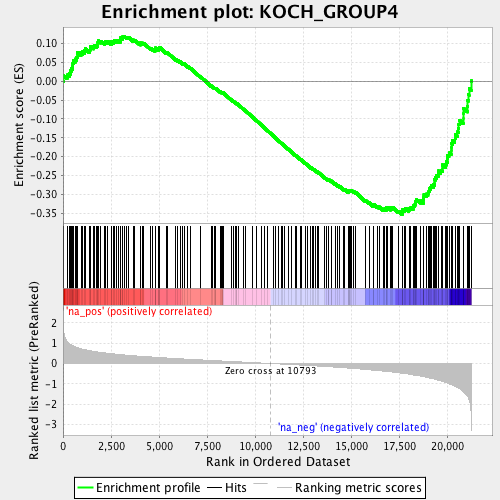 Enrichment plot: KOCH_GROUP4
Enrichment score (ES)
0.10
0.05
0.00
-0.05
-0.10
-0.15
-0.20
-0.25
-0.30
-0.35
'na_pos' (positively correlated)
Ranked list metric (PreRanked)
2
1
0
-1
-2
-3
Zero cross at 10793
'na_neg' (negatively correlated)
0
2,500
5,000
7,500
10,000
12,500
15,000
17,500
20,000
Rank in Ordered Dataset
Enrichment profile
Hits
Ranking metric scores